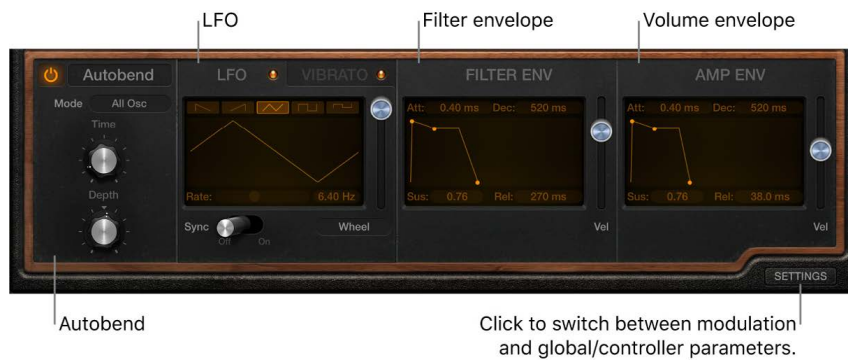 LFO
Filter envelope
Volume envelope
Autobend
LFO
VIBRATO
FILTER ENV
AMP ENV
Mode
All Osc
Time
Depth
Rate:
6.40 Hz
Sync
Off
On
Wheel
Att: 0.40 ms Dec: 520 ms
Sus: 0.76 Rel: 270 ms
Vel
Att: 0.40 ms Dec: 520 ms
Sus: 0.76 Rel: 38.0 ms
Vel
SETTINGS
Autobend
Click to switch between modulation
and global/controller parameters.